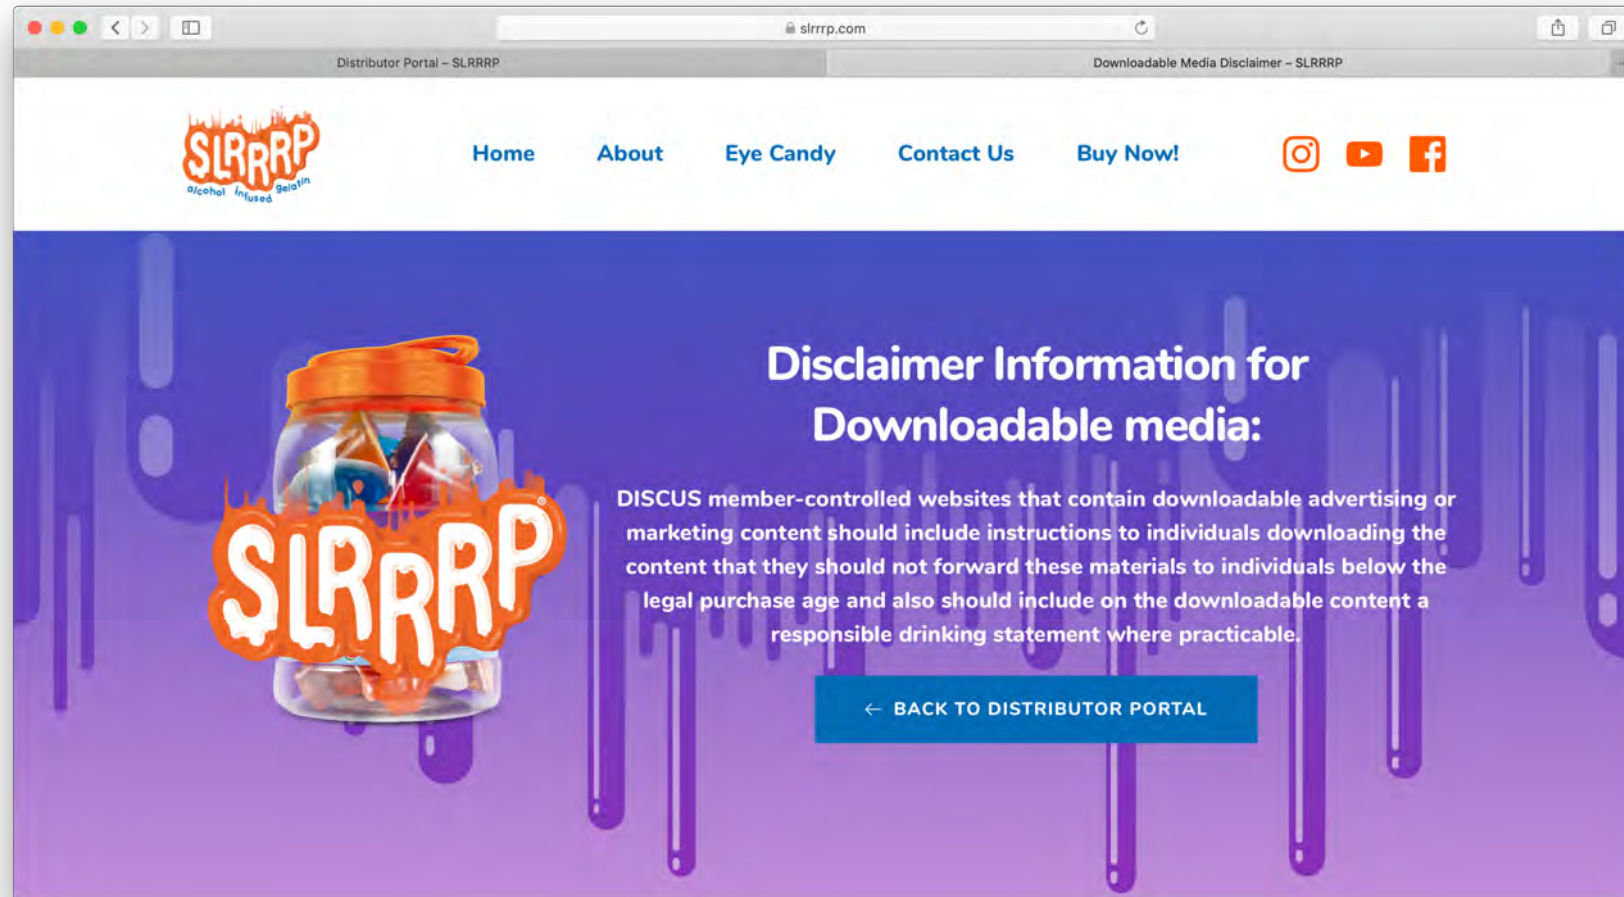 slrrrp.com
Distributor Portal – SLRRRP
Downloadable Media Disclaimer – SLRRRP
SLRRRP
alcohol infused gelatin
Home
About
Eye Candy
Contact Us
Buy Now!
Disclaimer Information for
Downloadable media:
DISCUS member-controlled websites that contain downloadable advertising or
marketing content should include instructions to individuals downloading the
content that they should not forward these materials to individuals below the
legal purchase age and also should include on the downloadable content a
responsible drinking statement where practicable.
SLRRRP®
← BACK TO DISTRIBUTOR PORTAL